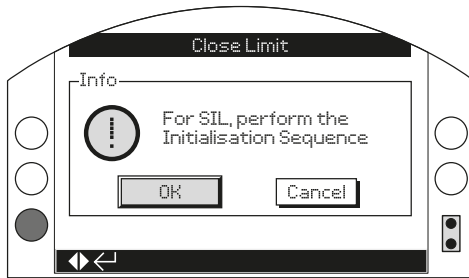 Close Limit
Info
For SIL, perform the
Initialisation Sequence
OK
Cancel